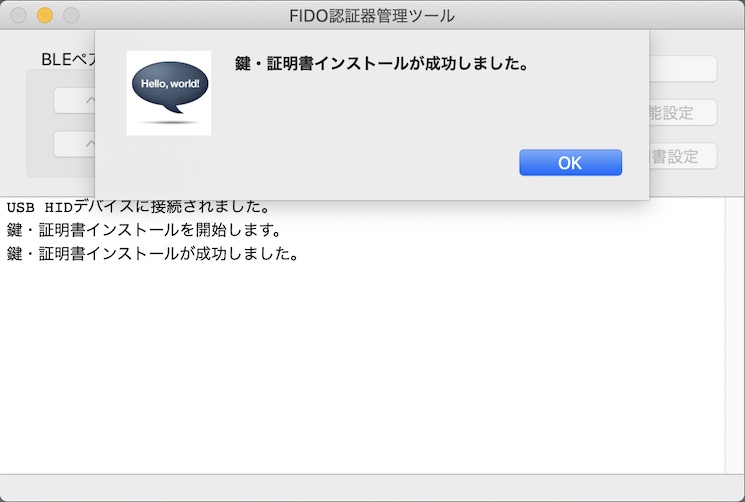 FIDO認証器管理ツール
BLEペア
ペ
ペ
Hello, world!
鍵・証明書インストールが成功しました。
能設定
書設定
OK
USB HIDデバイスに接続されました。
鍵・証明書インストールを開始します。
鍵・証明書インストールが成功しました。